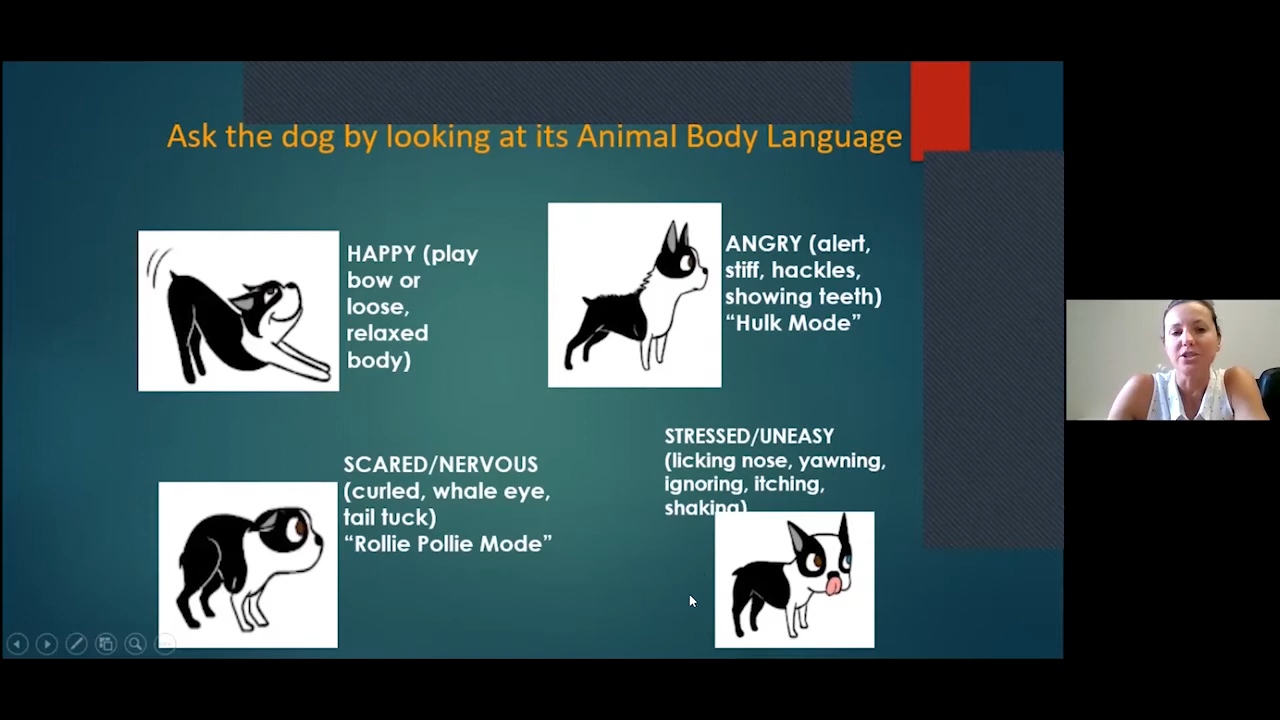 Ask the dog by looking at its Animal Body Language
HAPPY (play
bow or
loose,
relaxed
body)
ANGRY (alert,
stiff, hackles,
showing teeth)
“Hulk Mode”
SCARED/NERVOUS
(curled, whale eye,
tail tuck)
“Rollie Pollie Mode”
STRESSED/UNEASY
(licking nose, yawning,
ignoring, itching,
shaking)